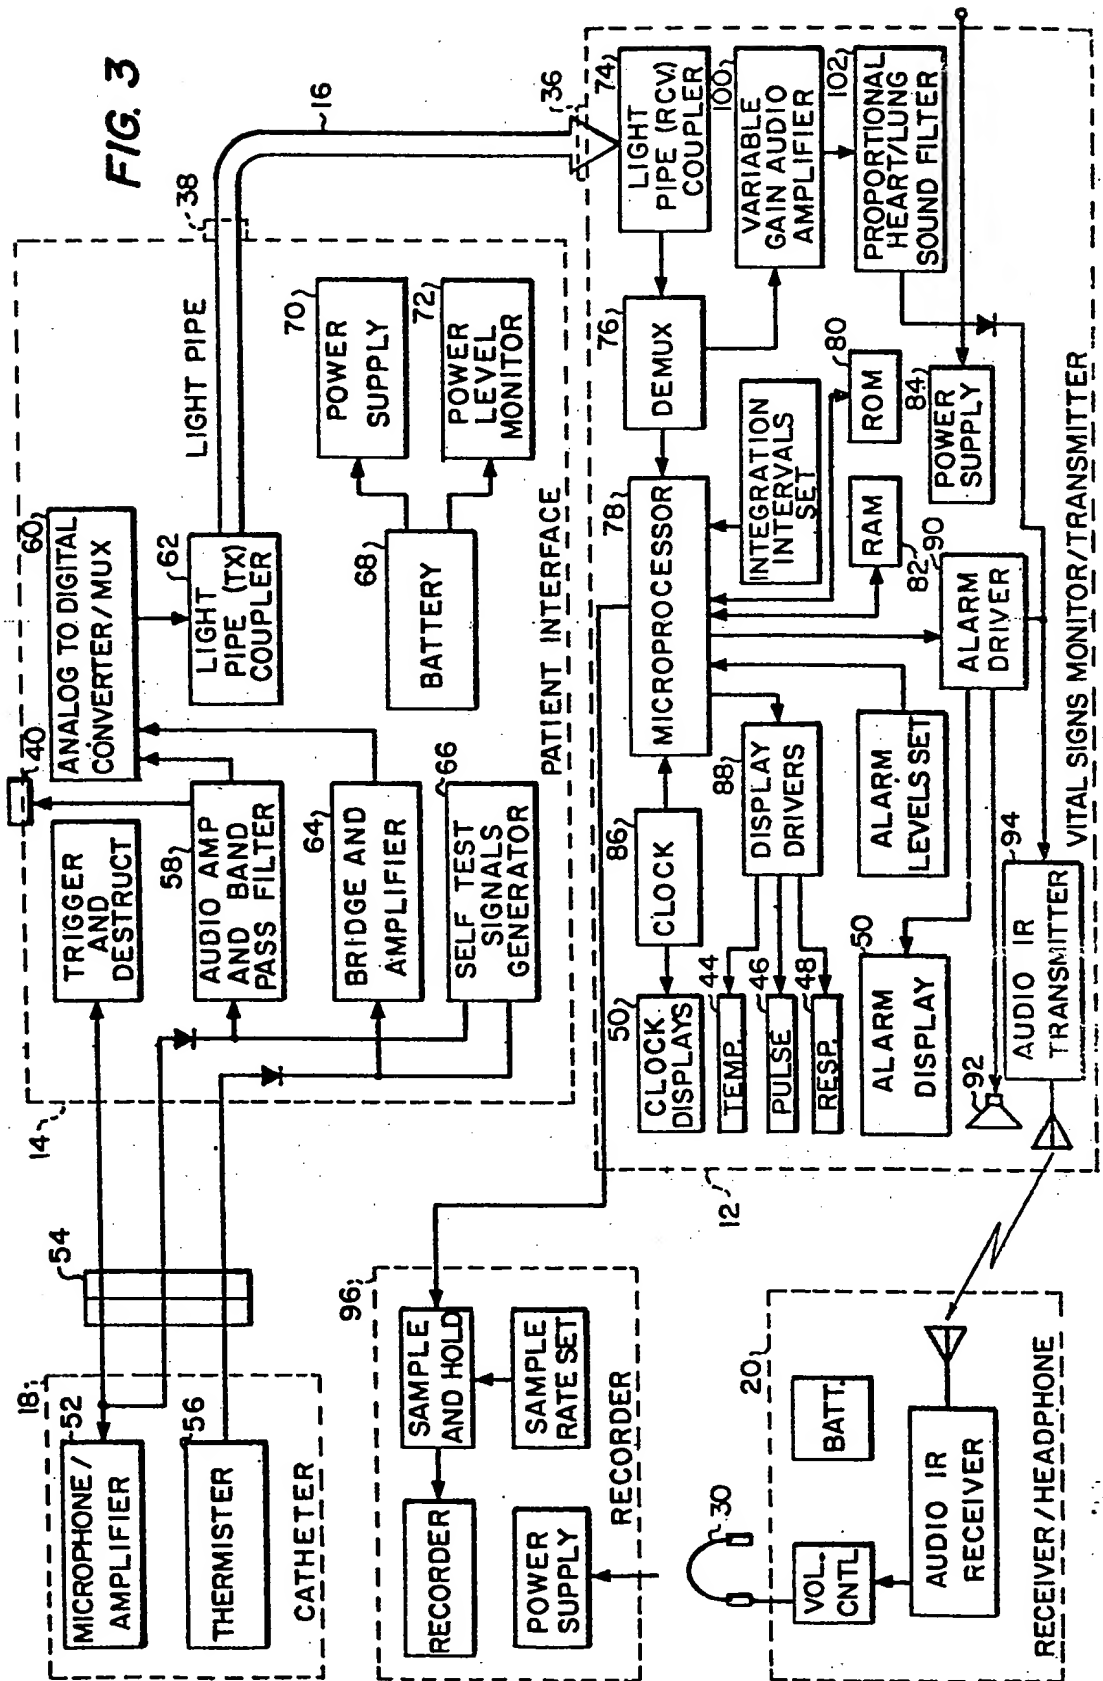 FIG. 3
18
52
MICROPHONE/
AMPLIFIER
56
THERMISTER
CATHETER
54
14
TRIGGER
AND
DESTRUCT
40
58
AUDIO AMP
AND BAND
PASS FILTER
64
BRIDGE AND
AMPLIFIER
66
SELF TEST
SIGNALS
GENERATOR
60
ANALOG TO DIGITAL
CONVERTER/MUX
62
LIGHT
PIPE (TX)
COUPLER
68
BATTERY
70
POWER
SUPPLY
72
POWER
LEVEL
MONITOR
PATIENT INTERFACE
LIGHT PIPE
38
16
36
96
SAMPLE
AND HOLD
SAMPLE
RATE SET
RECORDER
POWER
SUPPLY
RECORDER
12
74
LIGHT
PIPE (RCV.)
COUPLER
100
VARIABLE
GAIN AUDIO
AMPLIFIER
102
PROPORTIONAL
HEART/LUNG
SOUND FILTER
76
DEMUX
78
MICROPROCESSOR
INTEGRATION
INTERVALS
SET
80
ROM
82
RAM
84
POWER
SUPPLY
86
CLOCK
50
CLOCK
DISPLAYS
88
DISPLAY
DRIVERS
44
TEMP.
46
PULSE
48
RESP.
ALARM
LEVELS SET
90
ALARM
DRIVER
50
ALARM
DISPLAY
92
94
AUDIO IR
TRANSMITTER
VITAL SIGNS MONITOR/TRANSMITTER
20
BATT.
30
VOL.
CNTL
AUDIO IR
RECEIVER
RECEIVER/HEADPHONE